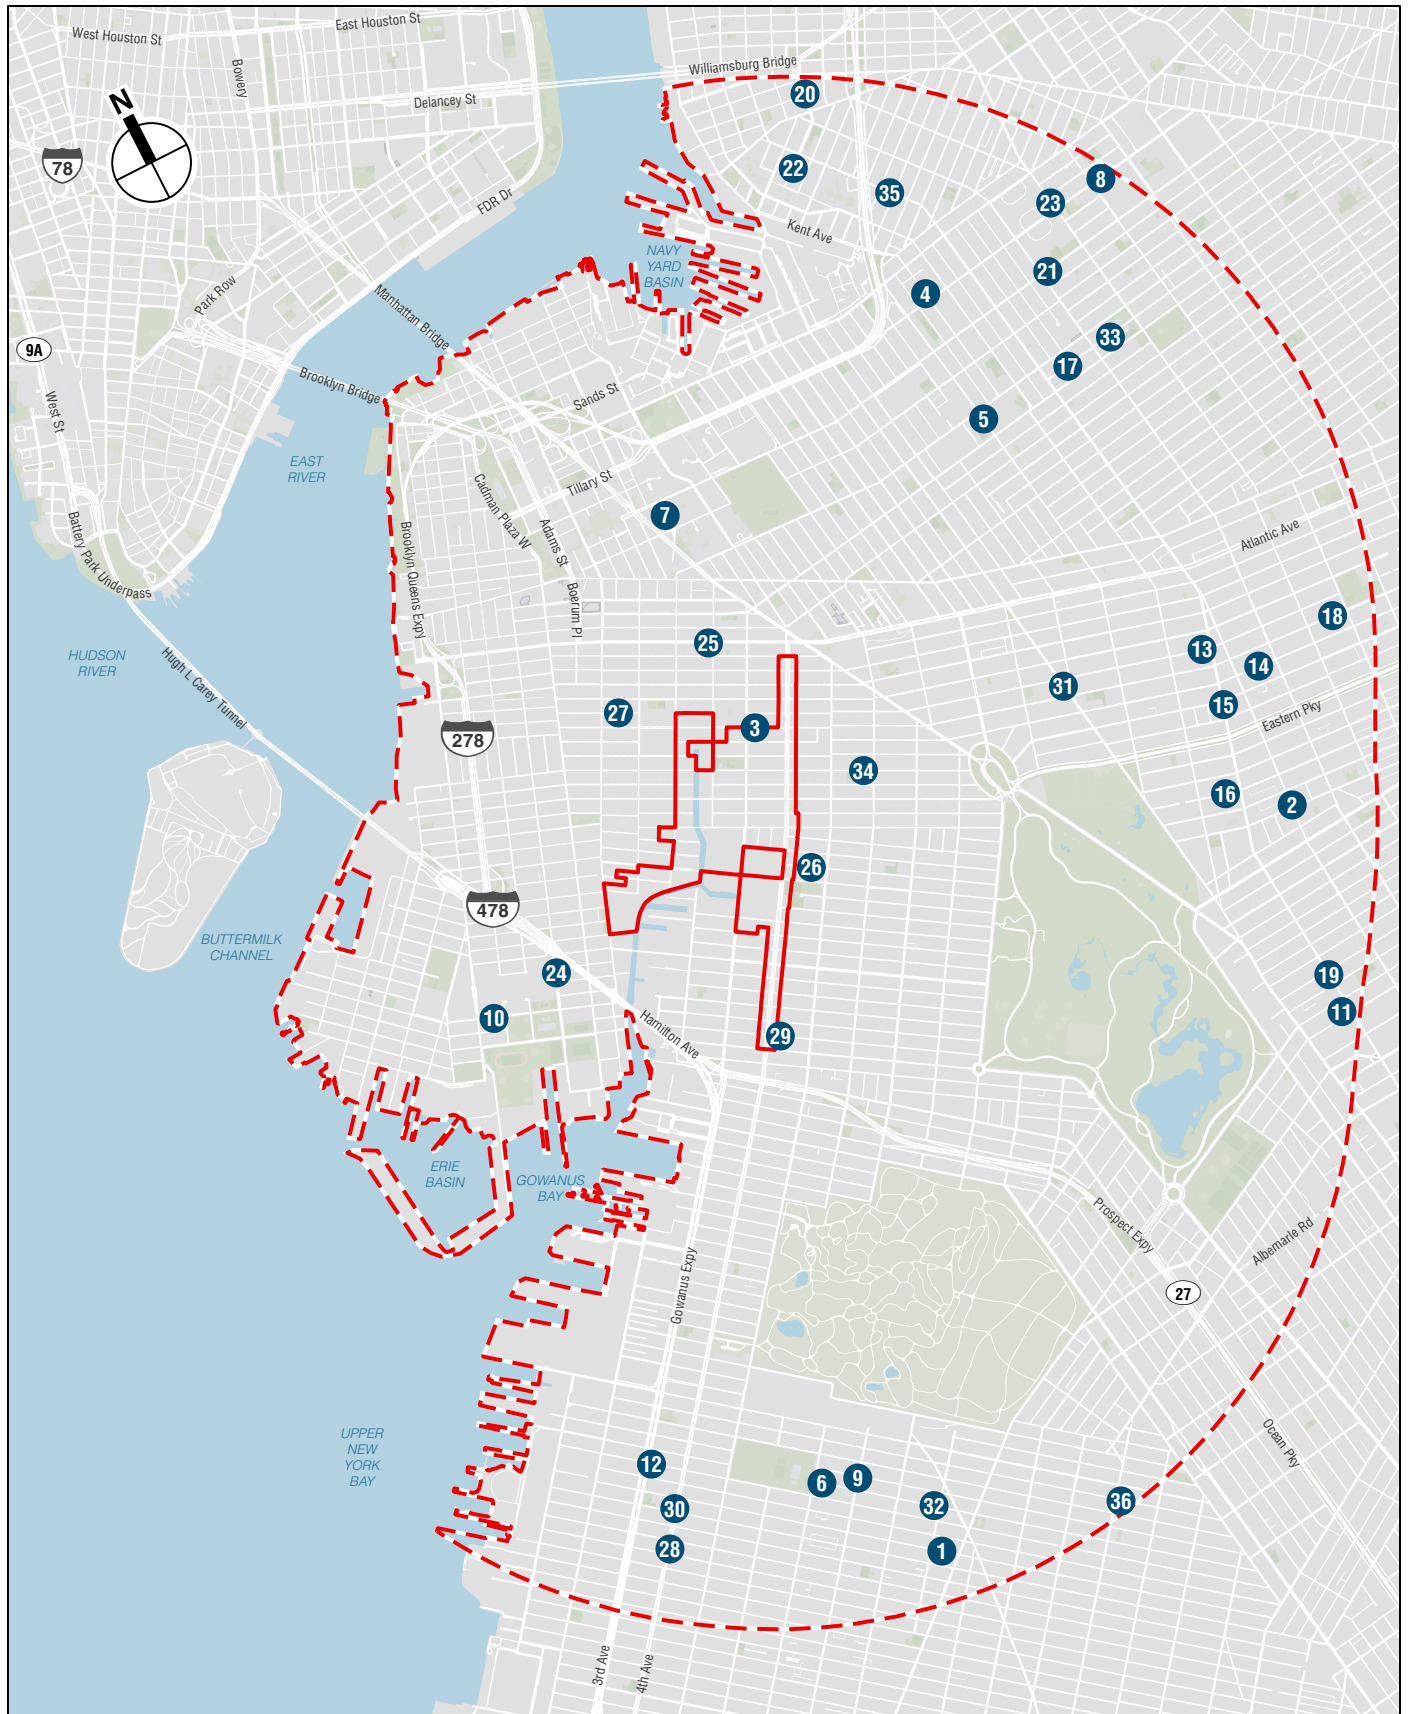 East Houston St
West Houston St
Bowery
Williamsburg Bridge
Delancey St
20
N
78
22
8
35
23
FDR Dr
Kent Ave
NAVY
YARD
BASIN
21
Park Row
4
Manhattan Bridge
33
9A
17
Brooklyn Bridge
Sands St
West St
5
EAST
RIVER
Tillary St
Cadman Plaza W
7
Adams St
Atlantic Ave
Battery Park Underpass
Brooklyn Queens Expy
Boerum Pl
18
25
13
HUDSON
RIVER
14
Hugh L Carey Tunnel
31
27
15
3
Eastern Pky
278
34
16
2
26
478
BUTTERMILK
CHANNEL
24
19
10
11
Hamilton Ave
29
ERIE
BASIN
GOWANUS
BAY
Prospect Expy
Albemarle Rd
Gowanus Expy
27
UPPER
NEW
YORK
BAY
Ocean Pky
12
6
9
30
32
36
28
1
3rd Ave
4th Ave